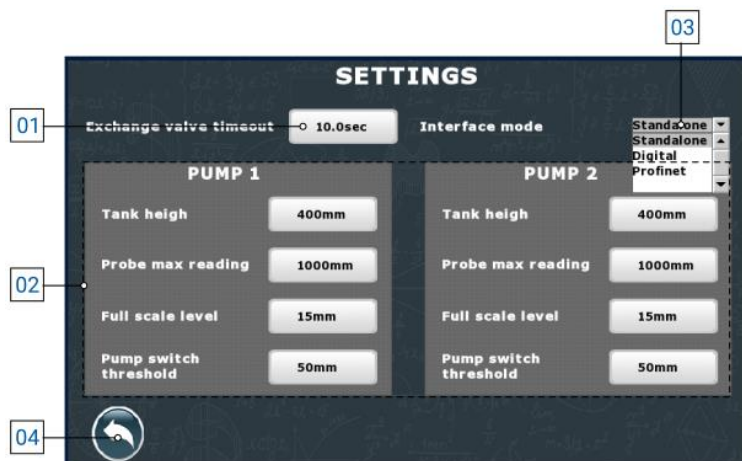 03
SETTINGS
01
Exchange valve timeout
10.0sec
Interface mode
Standalone
Standalone
Digital
Profinet
PUMP 1
Tank heigh
400mm
Probe max reading
1000mm
Full scale level
15mm
Pump switch
threshold
50mm
PUMP 2
Tank heigh
400mm
Probe max reading
1000mm
Full scale level
15mm
Pump switch
threshold
50mm
02
04